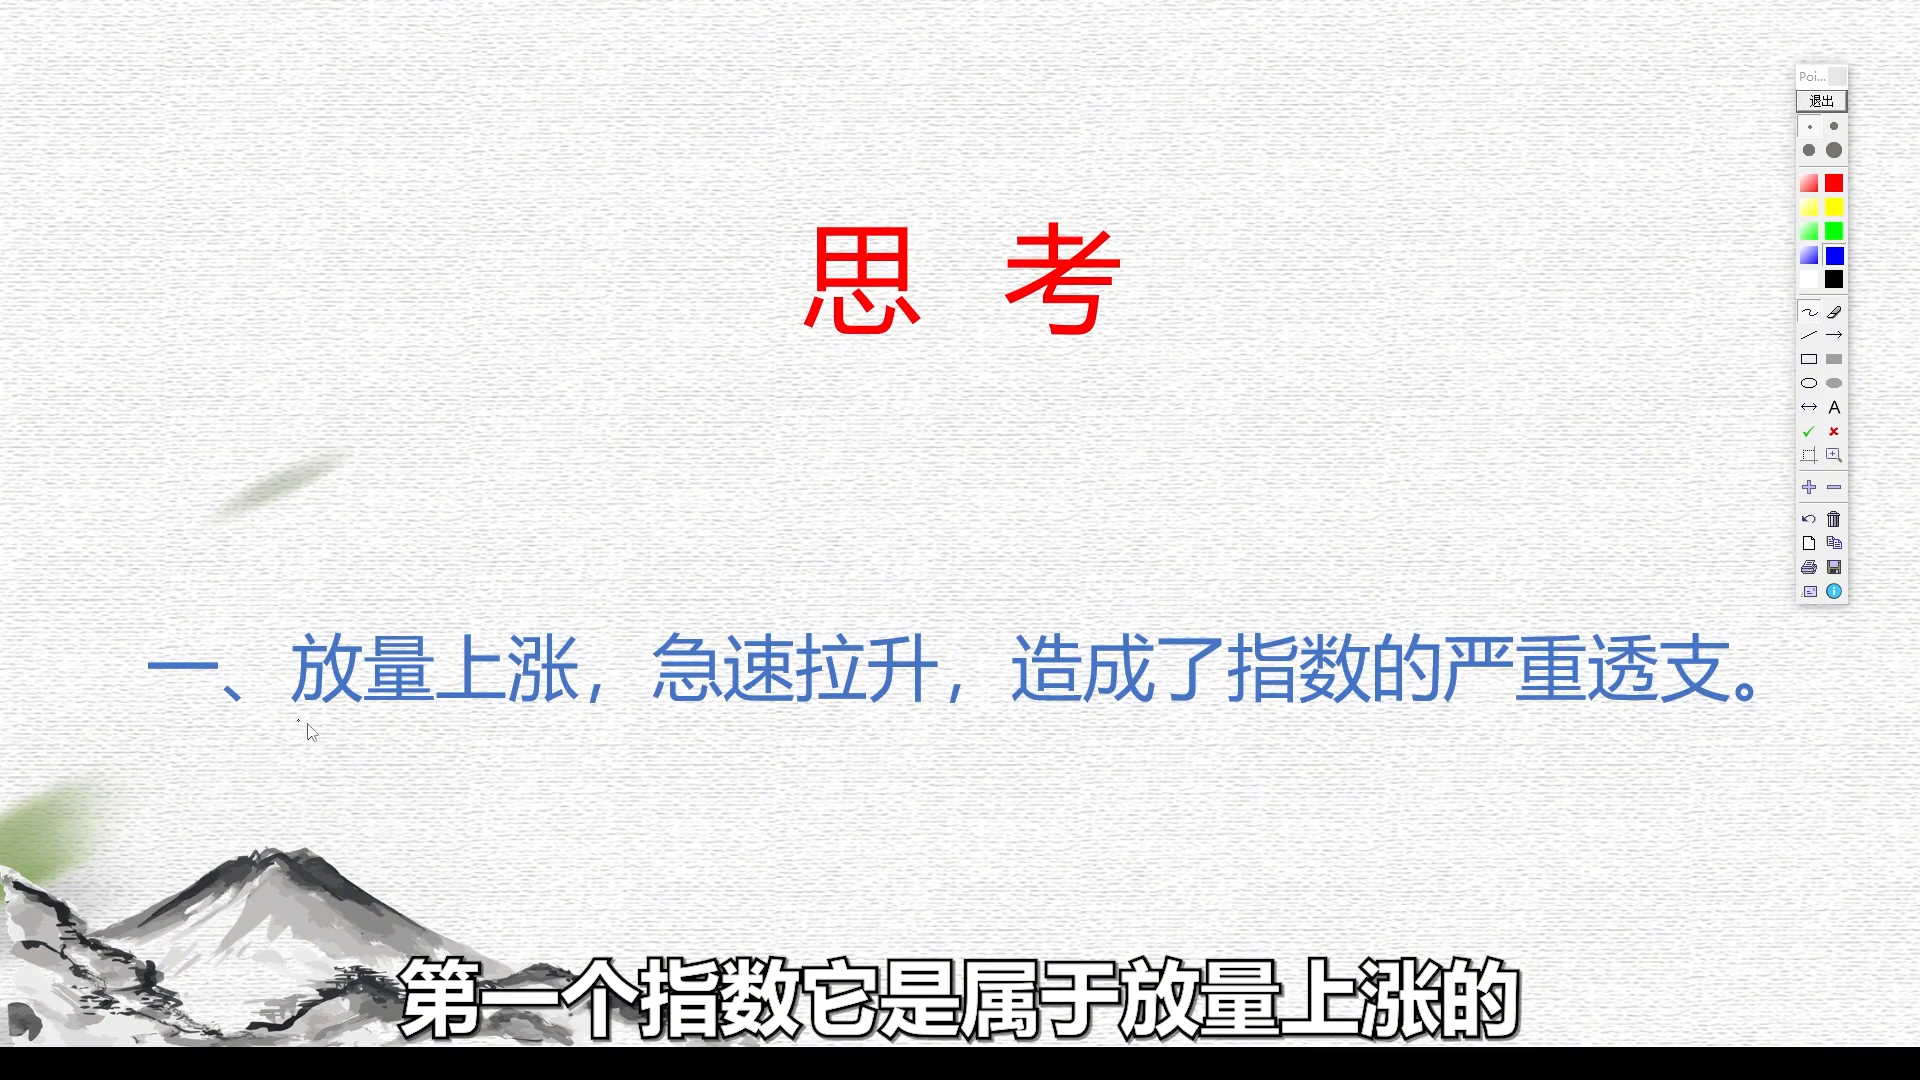 Poi...
退出
思 考
A
一、放量上涨，急速拉升，造成了指数的严重透支。
第一个指数它是属于放量上涨的